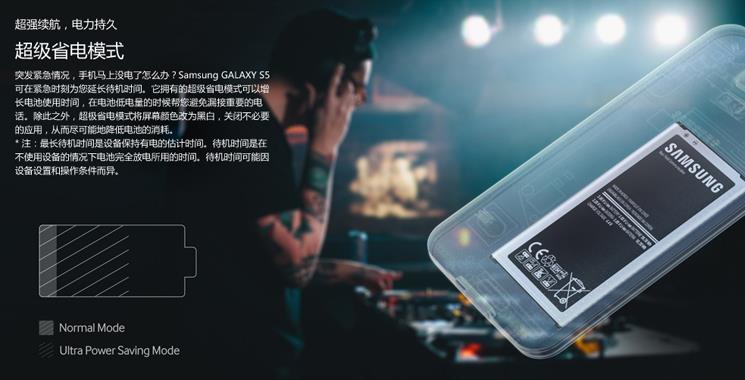 超强续航，电力持久
超级省电模式
突发紧急情况，手机马上没电了怎么办？Samsung GALAXY S5
可在紧急时刻为您延长待机时间。它拥有的超级省电模式可以增
长电池使用时间，在电池低电量的时候帮您避免漏接重要的电
话。除此之外，超级省电模式将屏幕颜色改为黑白，关闭不必要
的应用，从而尽可能地降低电池的消耗。
* 注：最长待机时间是设备保持有电的估计时间。待机时间是在
不使用设备的情况下电池完全放电所用的时间。待机时间可能因
设备设置和操作条件而异。
SAMSUNG
CE
Normal Mode
Ultra Power Saving Mode